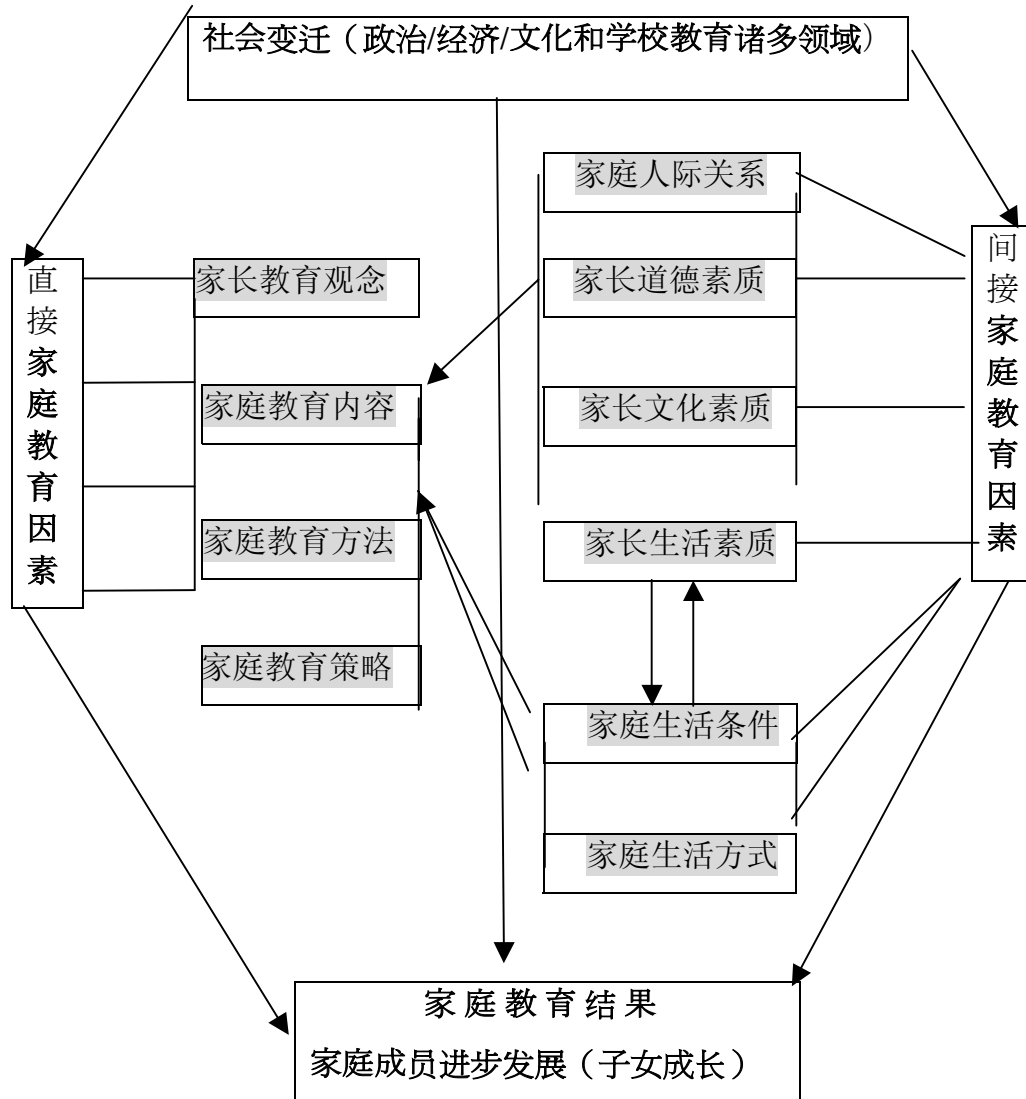 社会变迁（政治/经济/文化和学校教育诸多领域）
直接家庭教育因素
家长教育观念
家庭教育内容
家庭教育方法
家庭教育策略
家庭人际关系
家长道德素质
家长文化素质
家长生活素质
家庭生活条件
家庭生活方式
间接家庭教育因素
家庭教育结果
家庭成员进步发展（子女成长）